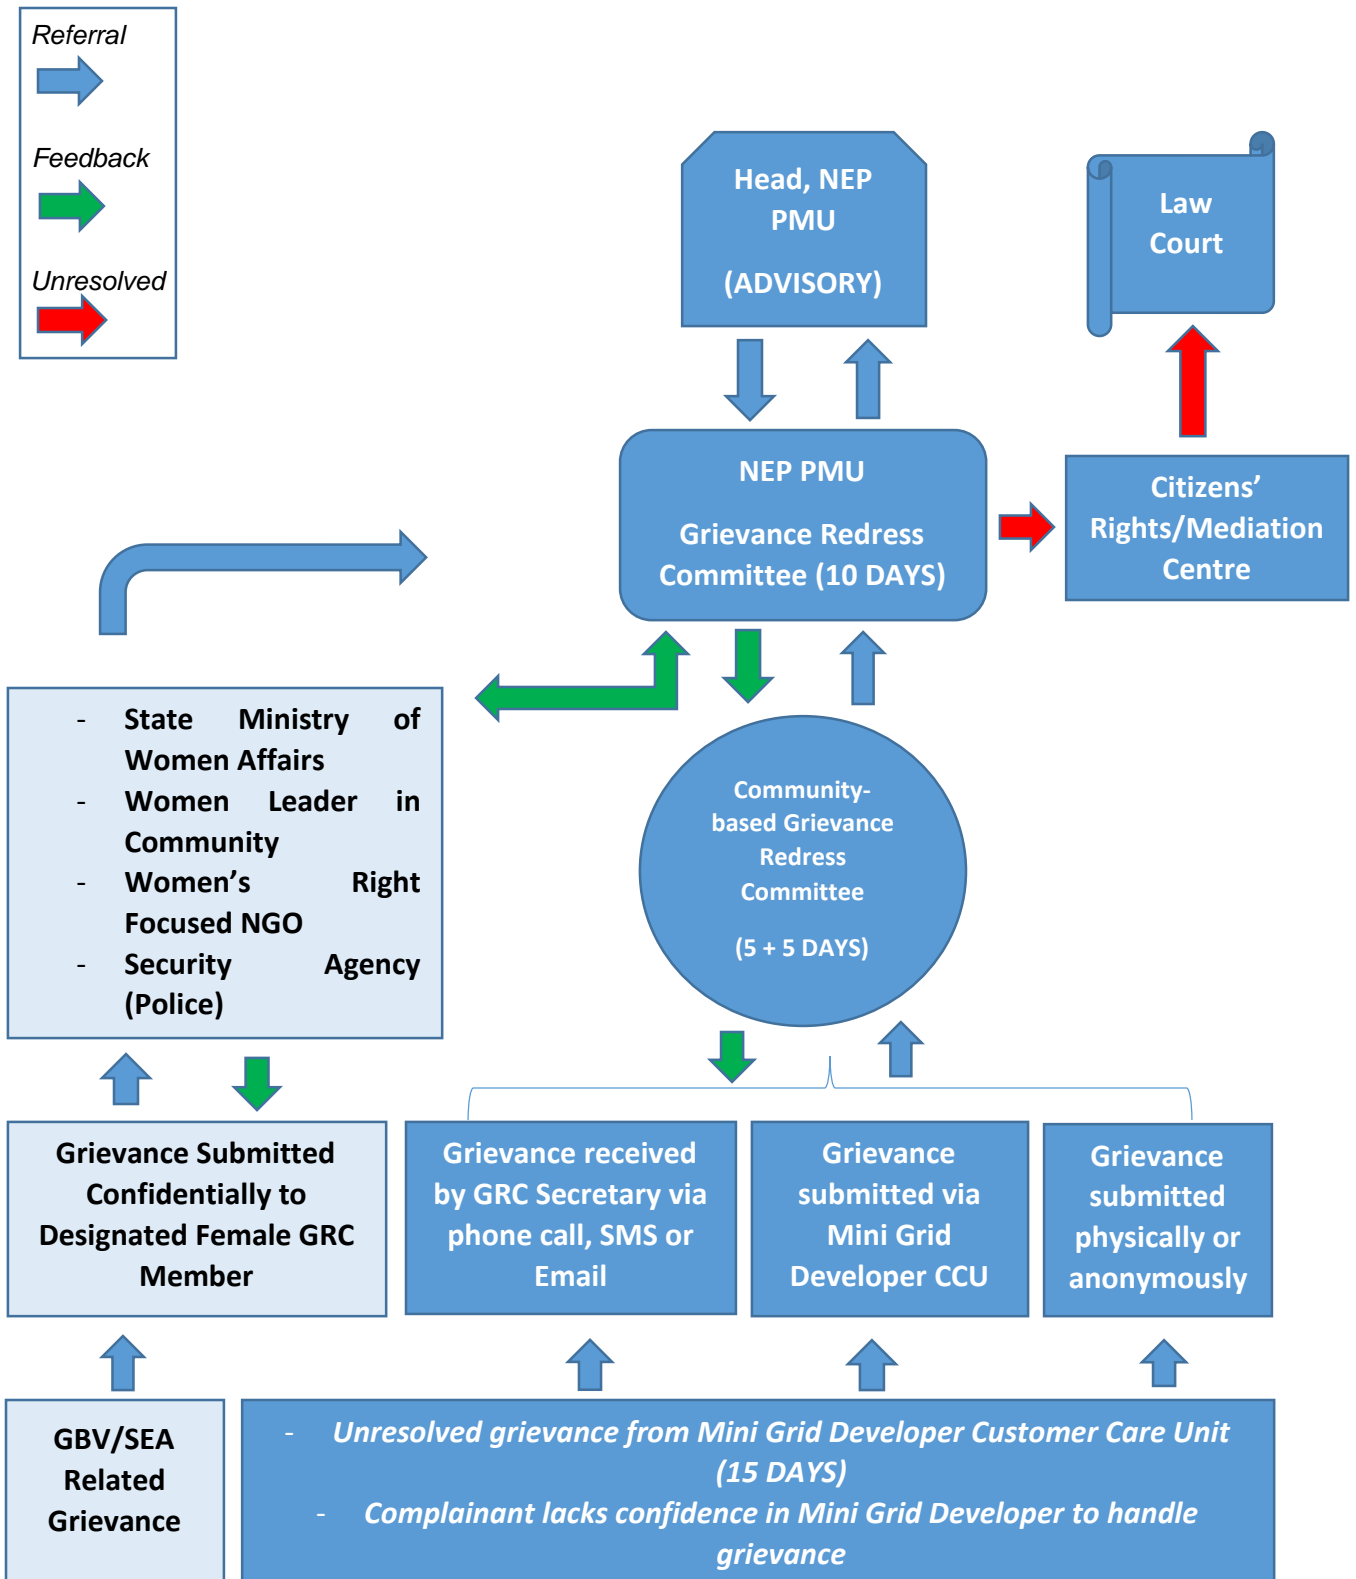 Referral
Feedback
Unresolved
Head, NEP
PMU
(ADVISORY)
Law
Court
NEP PMU
Grievance Redress
Committee (10 DAYS)
Citizens’
Rights/Mediation
Centre
- State Ministry of
Women Affairs
- Women Leader in
Community
- Women’s Right
Focused NGO
- Security Agency
(Police)
Community-
based Grievance
Redress
Committee
(5 + 5 DAYS)
Grievance Submitted
Confidentially to
Designated Female GRC
Member
Grievance received
by GRC Secretary via
phone call, SMS or
Email
Grievance
submitted via
Mini Grid
Developer CCU
Grievance
submitted
physically or
anonymously
GBV/SEA
Related
Grievance
- Unresolved grievance from Mini Grid Developer Customer Care Unit
(15 DAYS)
- Complainant lacks confidence in Mini Grid Developer to handle
grievance